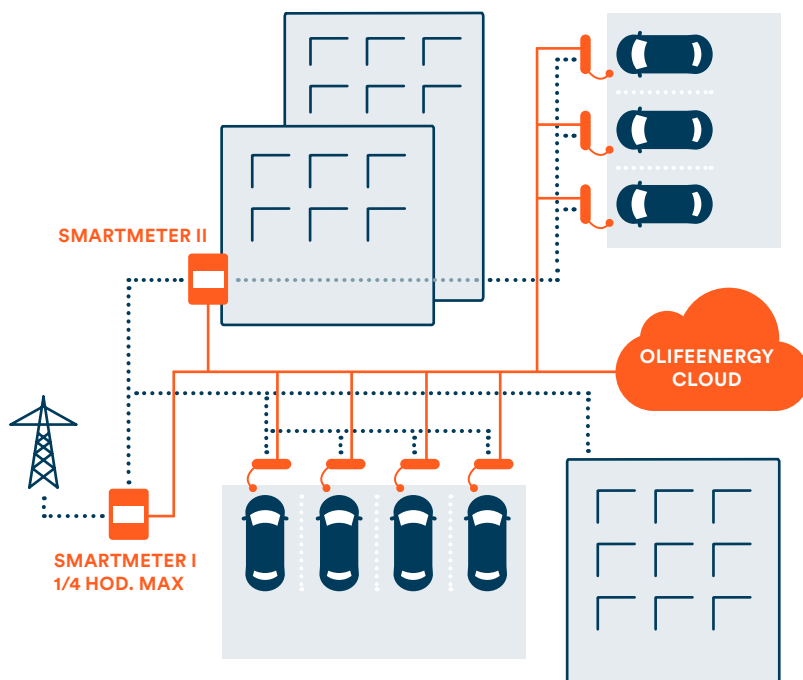 SMARTMETER II
OLIFEENERGY
CLOUD
SMARTMETER I
1/4 HOD. MAX